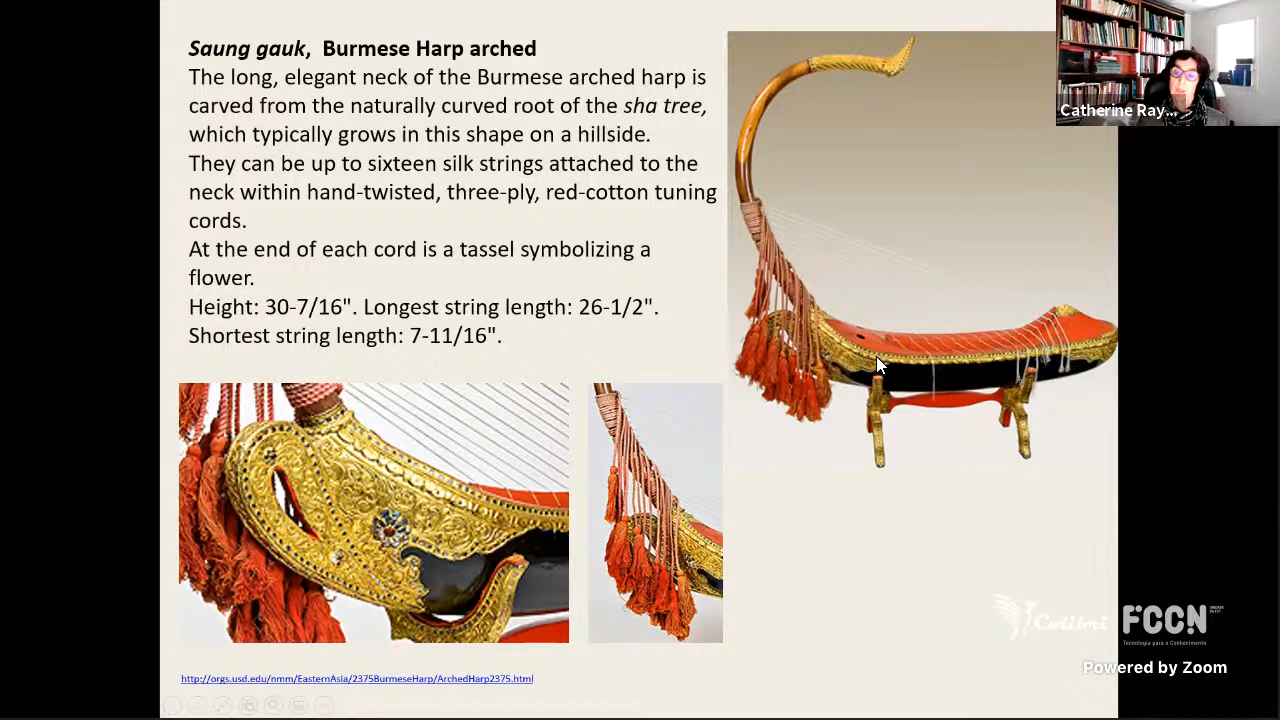 Saung gauk, Burmese Harp arched
The long, elegant neck of the Burmese arched harp is
carved from the naturally curved root of the sha tree,
which typically grows in this shape on a hillside.
They can be up to sixteen silk strings attached to the
neck within hand-twisted, three-ply, red-cotton tuning
cords.
At the end of each cord is a tassel symbolizing a
flower.
Height: 30-7/16". Longest string length: 26-1/2".
Shortest string length: 7-11/16".
http://orgs.usd.edu/nmm/EasternAsia/2375BurmeseHarp/ArchedHarp2375.html
Catherine Ray...
Colibri
FCCN
Tecnologia para o Conhecimento
Powered by Zoom